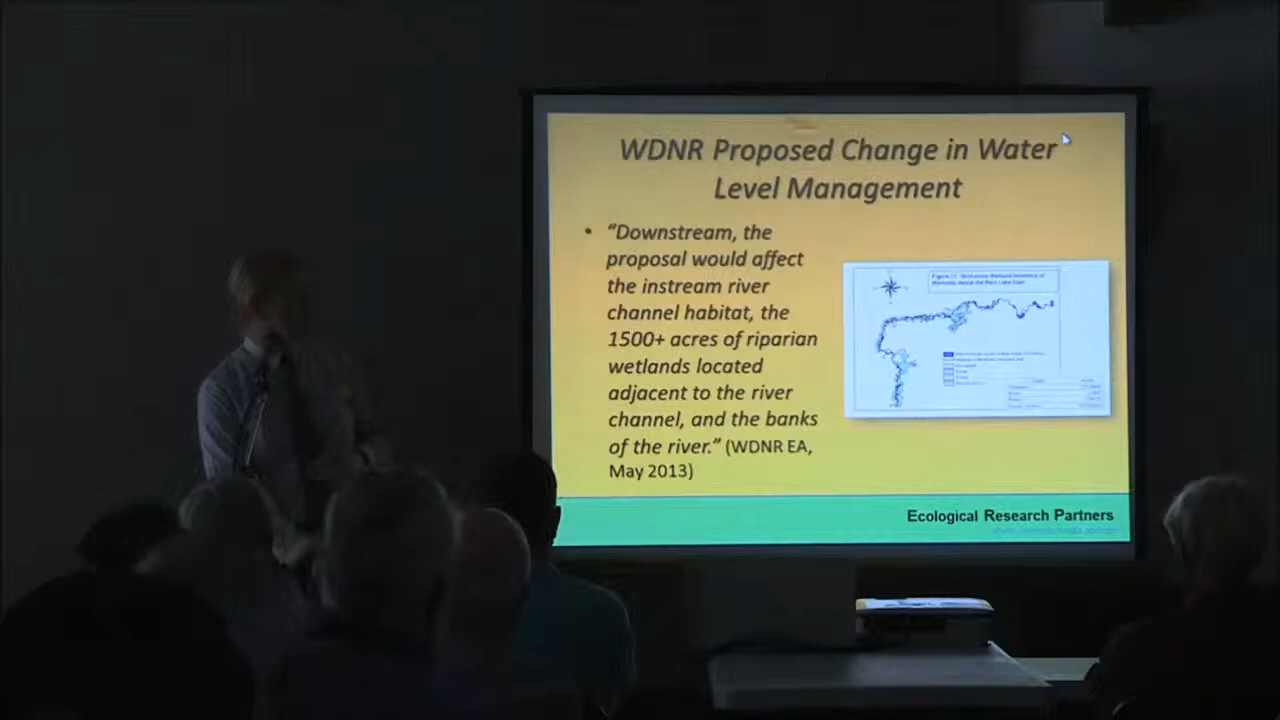 WDNR Proposed Change in Water
Level Management
• “Downstream, the
proposal would affect
the instream river
channel habitat, the
1500+ acres of riparian
wetlands located
adjacent to the river
channel, and the banks
of the river.” (WDNR EA,
May 2013)
Ecological Research Partners